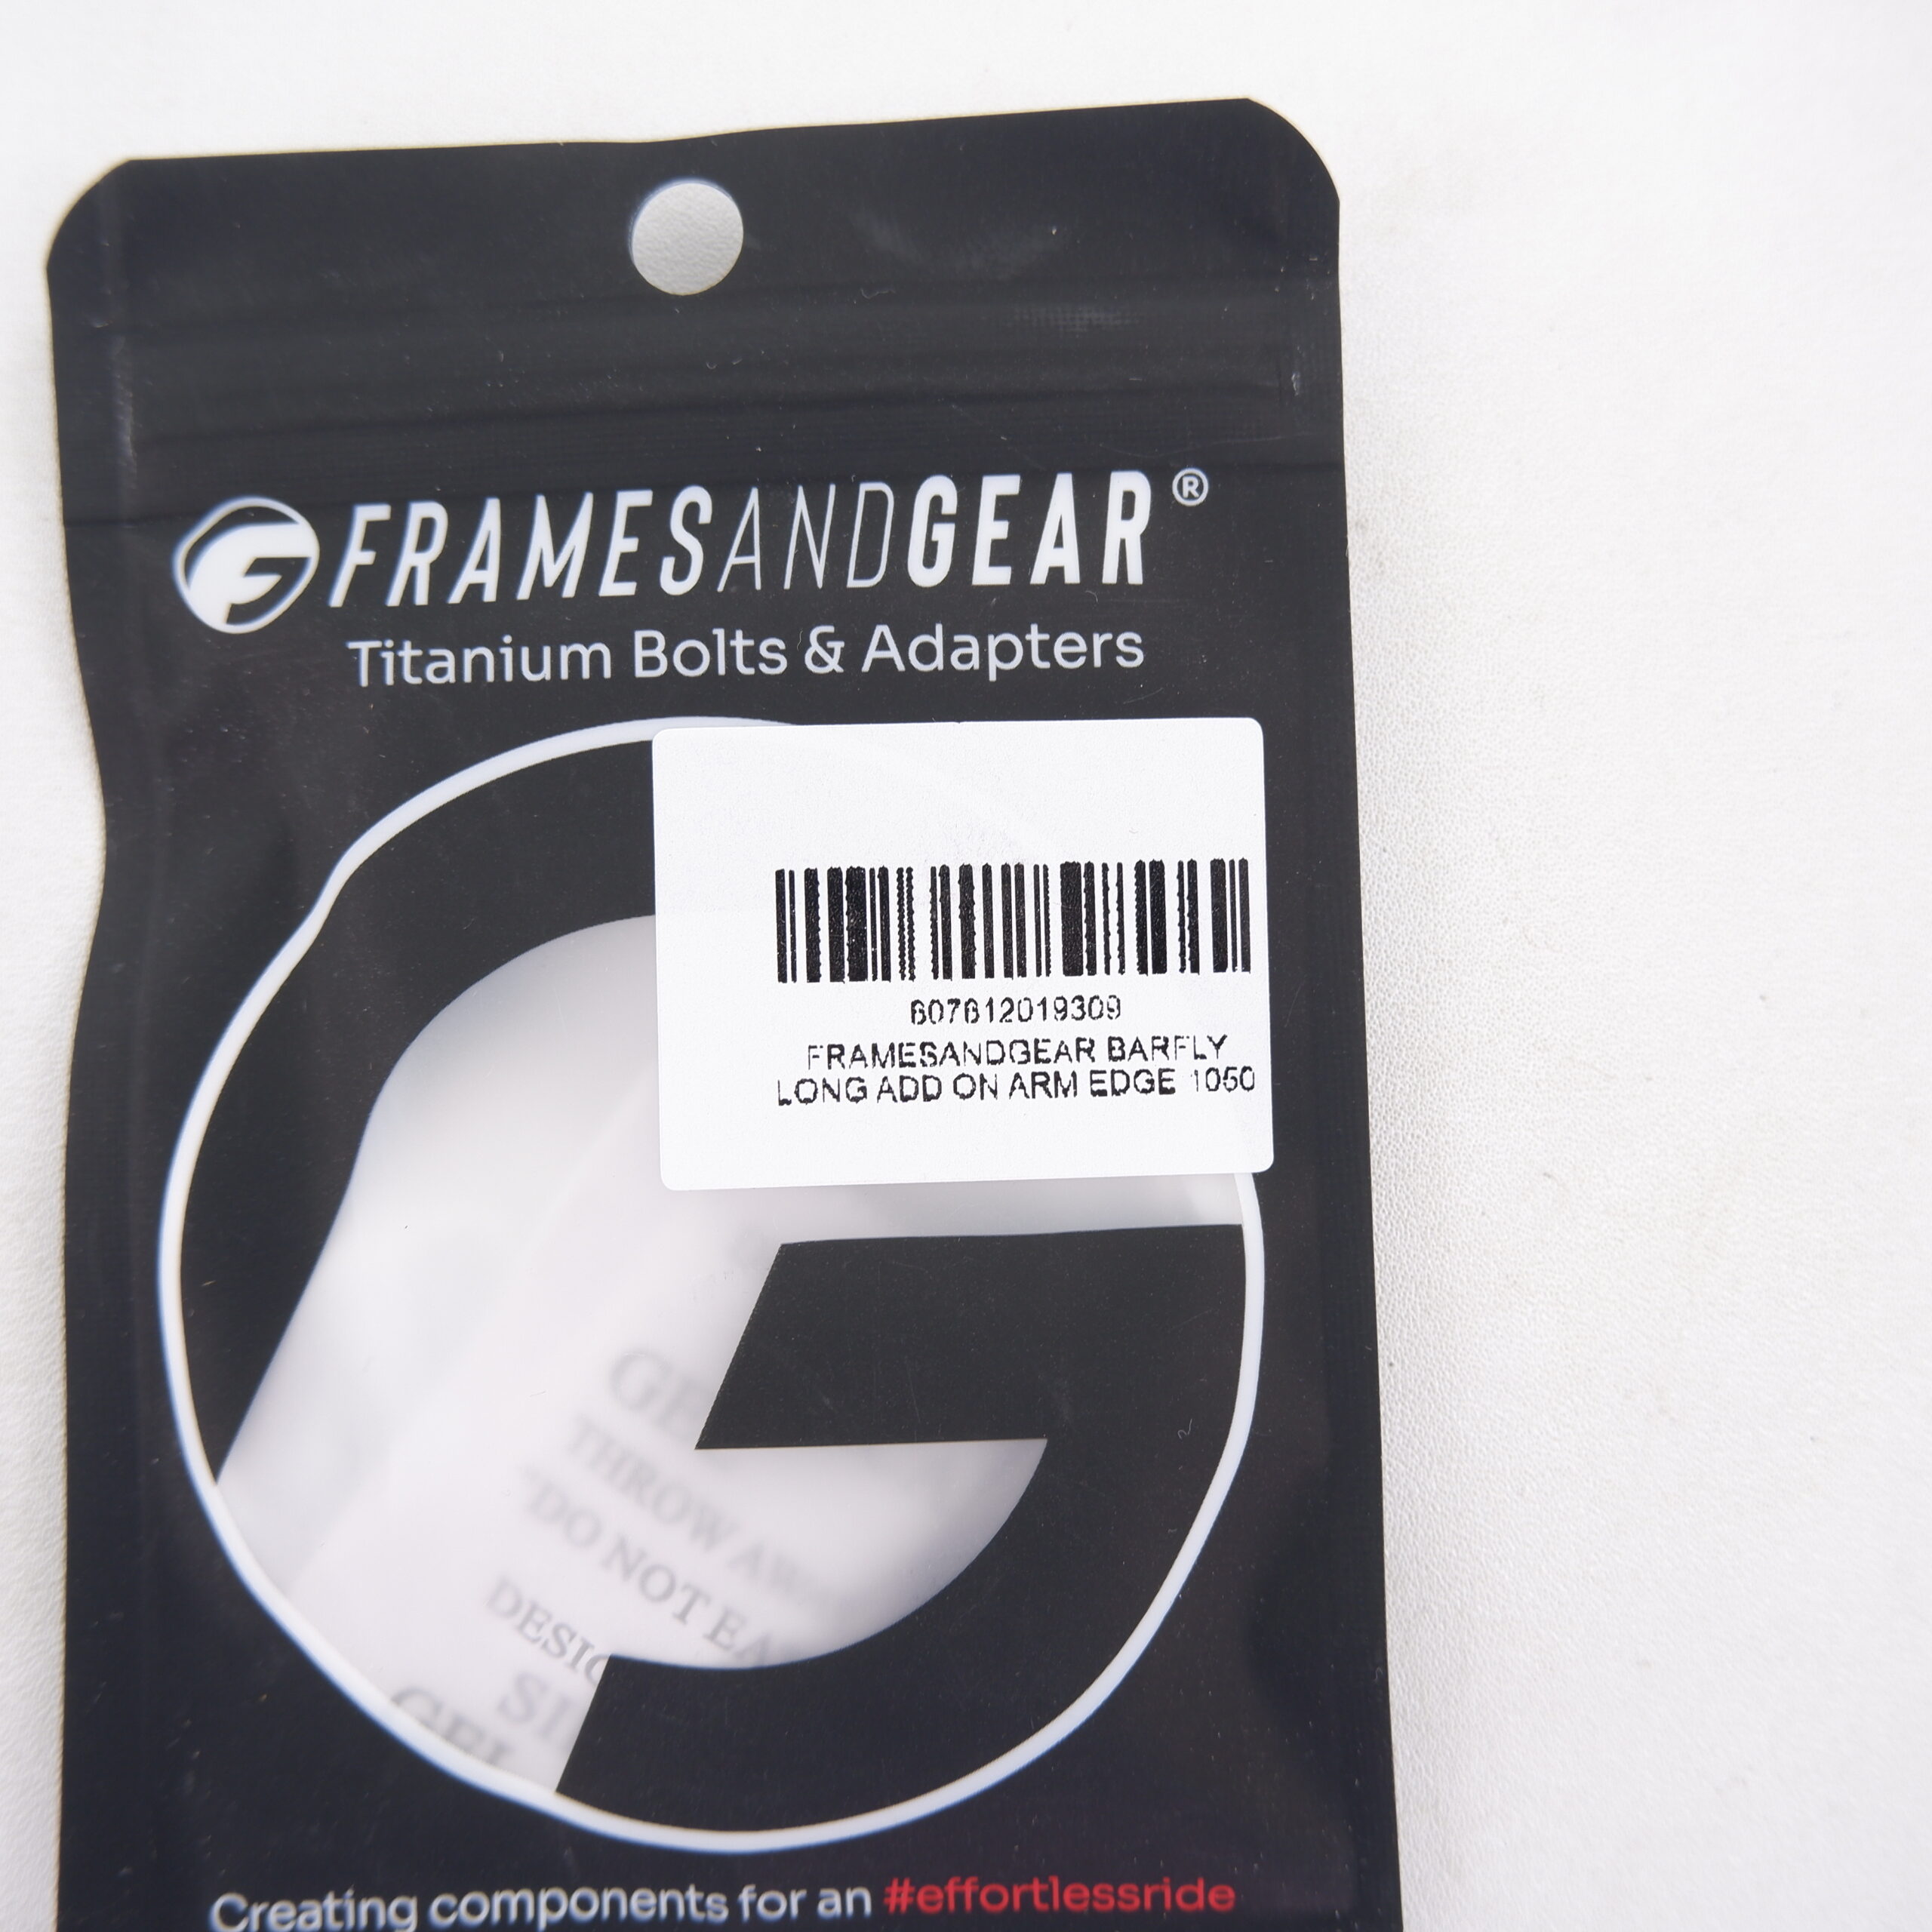 FRAMESANDGEAR®
Titanium Bolts & Adapters
607612019309
FRAMESANDGEAR BARFLY
LONG ADD ON ARM EDGE 1050
THROW
"DO NOT
Creating components for an #effortlessride